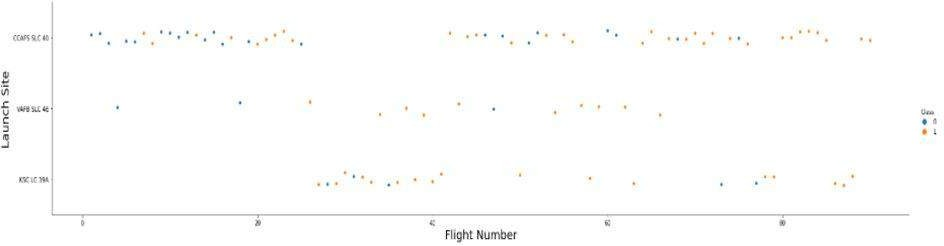 Launch Site
CCAFS SLC 40
VAFB SLC 4E
KSC LC 39A
0 20 40 60 80
Flight Number
Class
0
1